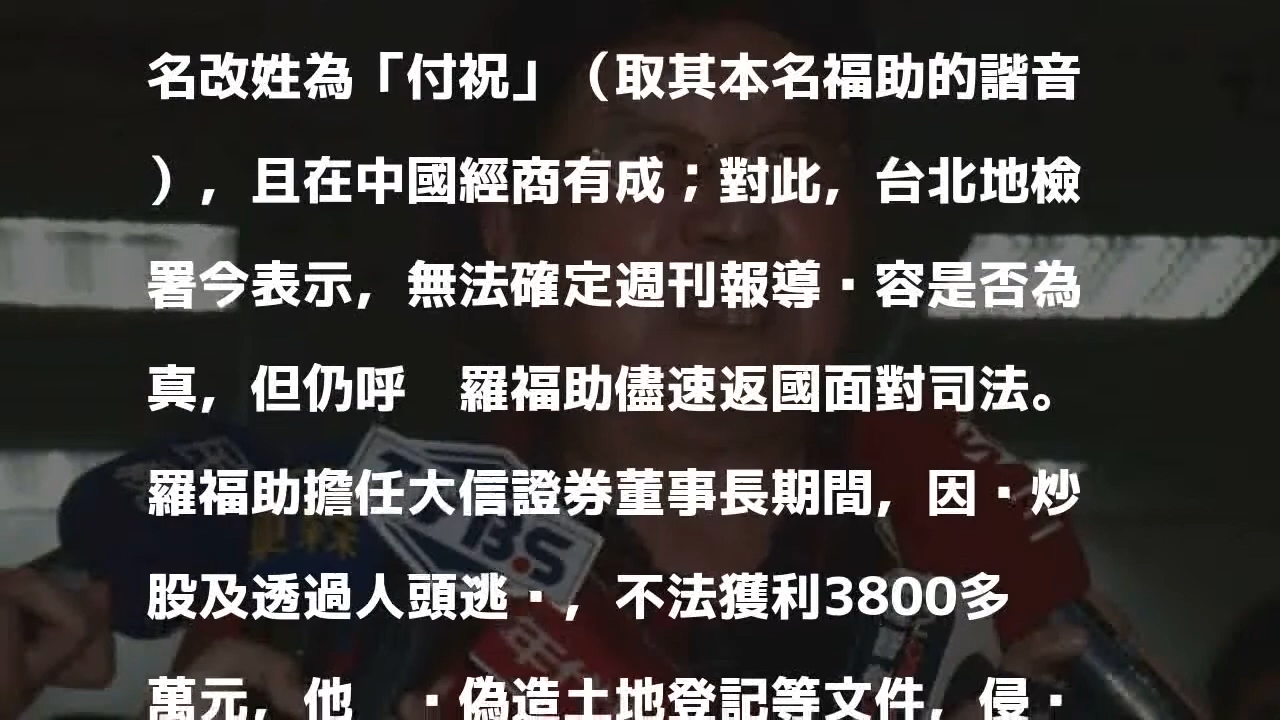 名改姓為「付祝」（取其本名福助的諧音
），且在中國經商有成；對此，台北地檢
署今表示，無法確定週刊報導▪容是否為
真，但仍呼　羅福助儘速返國面對司法。
羅福助擔任大信證券董事長期間，因▪炒
股及透過人頭逃▪，不法獲利3800多
萬元，他　▪偽造土地登記等文件，侵▪
TVBS
年代